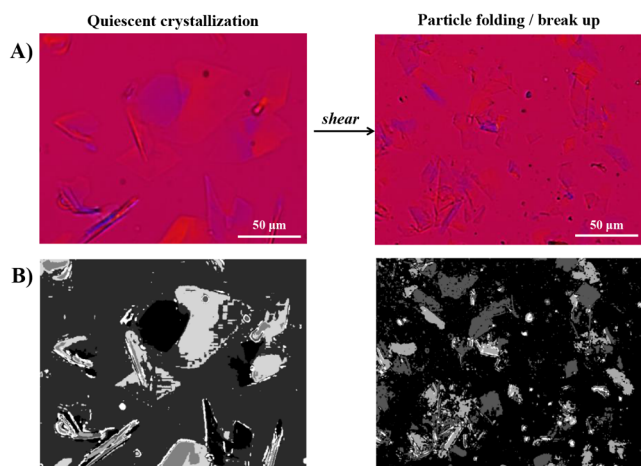 Quiescent crystallization
Particle folding / break up
A)
shear
50 µm
50 µm
B)